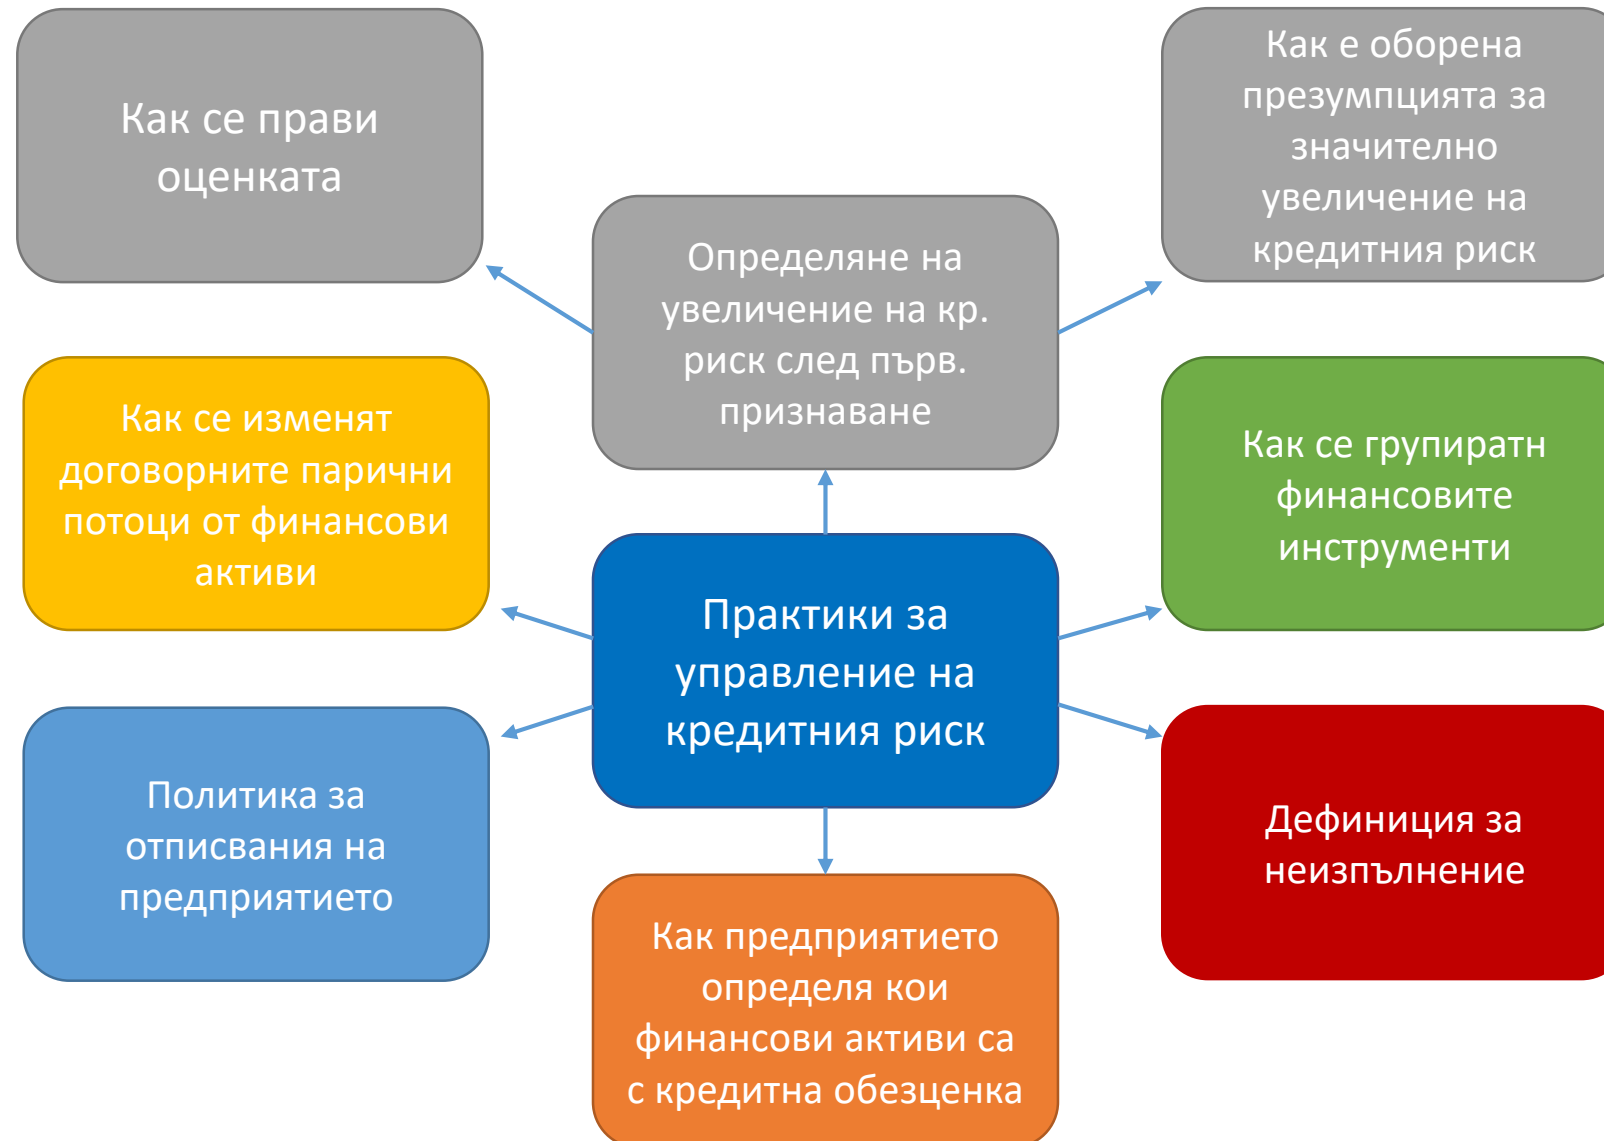 Как се прави
оценката
Как е оборена
презумпцията за
значително
увеличение на
кредитния риск
Определяне на
увеличение на кр.
риск след първ.
признаване
Как се изменят
договорните парични
потоци от финансови
активи
Как се групиратн
финансовите
инструменти
Практики за
управление на
кредитния риск
Политика за
отписвания на
предприятието
Дефиниция за
неизпълнение
Как предприятието
определя кои
финансови активи са
с кредитна обезценка